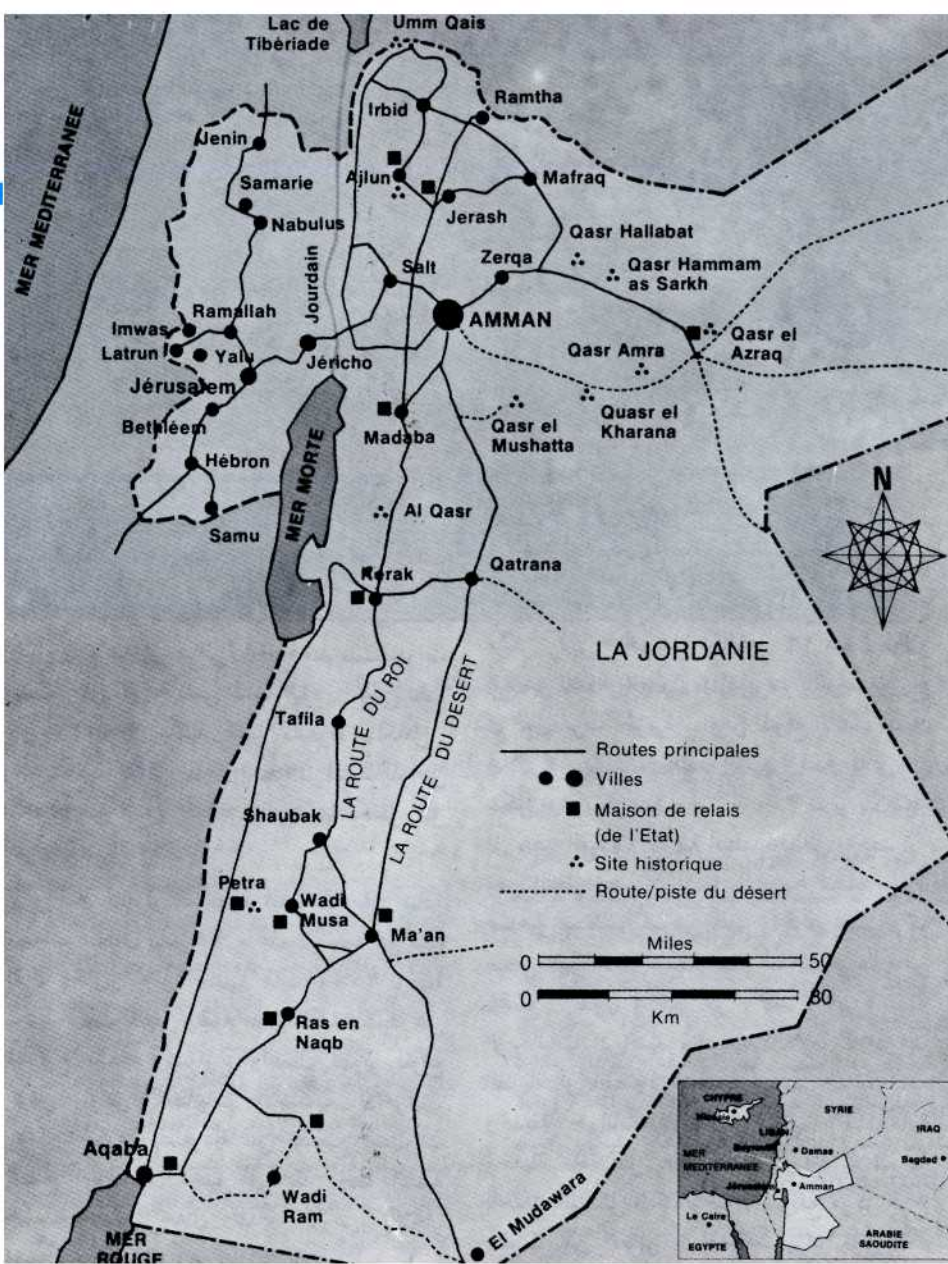 Lac de
Tibériade
Umm Qais
MER MEDITERRANEE
Irbid
Ramtha
Jenin
Ajlun
Mafraq
Samarie
Jerash
Nabulus
Qasr Hallabat
Jourdain
Salt
Zerqa
Qasr Hammam
as Sarkh
Ramallah
Imwas
AMMAN
Latrun
Yalu
Jéricho
Qasr Amra
Qasr el
Azraq
Jérusalem
Bethléem
Madaba
Qasr el
Mushatta
Quasr el
Kharana
Hébron
MER MORTE
Al Qasr
N
Samu
Kerak
Qatrana
LA JORDANIE
Tafila
LA ROUTE DU ROI
LA ROUTE DU DESERT
Routes principales
Villes
Maison de relais
(de l'Etat)
Site historique
Route/piste du désert
Shaubak
Petra
Wadi
Musa
Ma'an
Miles
0 50
0 80
Km
Ras en
Naqb
Aqaba
Wadi
Ram
El Mudawara
MER
ROUGE
CHYPRE
Nicosie
SYRIE
LIBAN
IRAQ
Beyrouth
Damas
MER
MEDITERRANEE
Bagdad
Jérusalem
Amman
Le Caire
EGYPTE
ARABIE
SAOUDITE